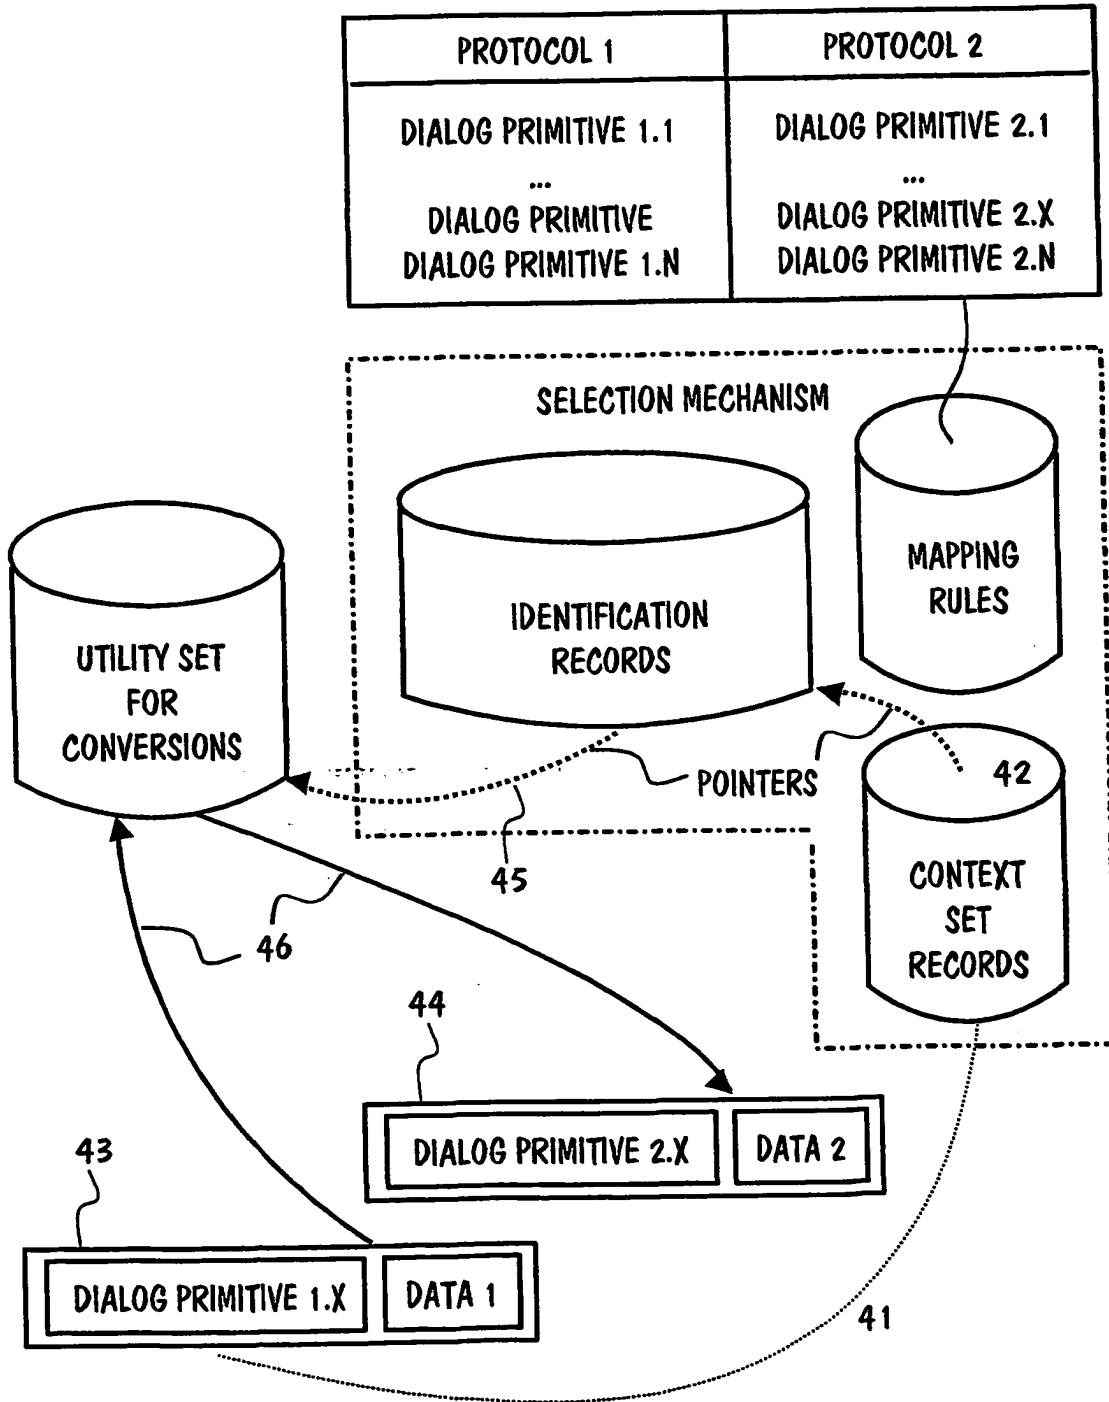 PROTOCOL 1
PROTOCOL 2
DIALOG PRIMITIVE 1.1
...
DIALOG PRIMITIVE
DIALOG PRIMITIVE 1.N
DIALOG PRIMITIVE 2.1
...
DIALOG PRIMITIVE 2.X
DIALOG PRIMITIVE 2.N
SELECTION MECHANISM
MAPPING
RULES
IDENTIFICATION
RECORDS
UTILITY SET
FOR
CONVERSIONS
POINTERS
42
CONTEXT
SET
RECORDS
45
46
44
DIALOG PRIMITIVE 2.X
DATA 2
43
DIALOG PRIMITIVE 1.X
DATA 1
41